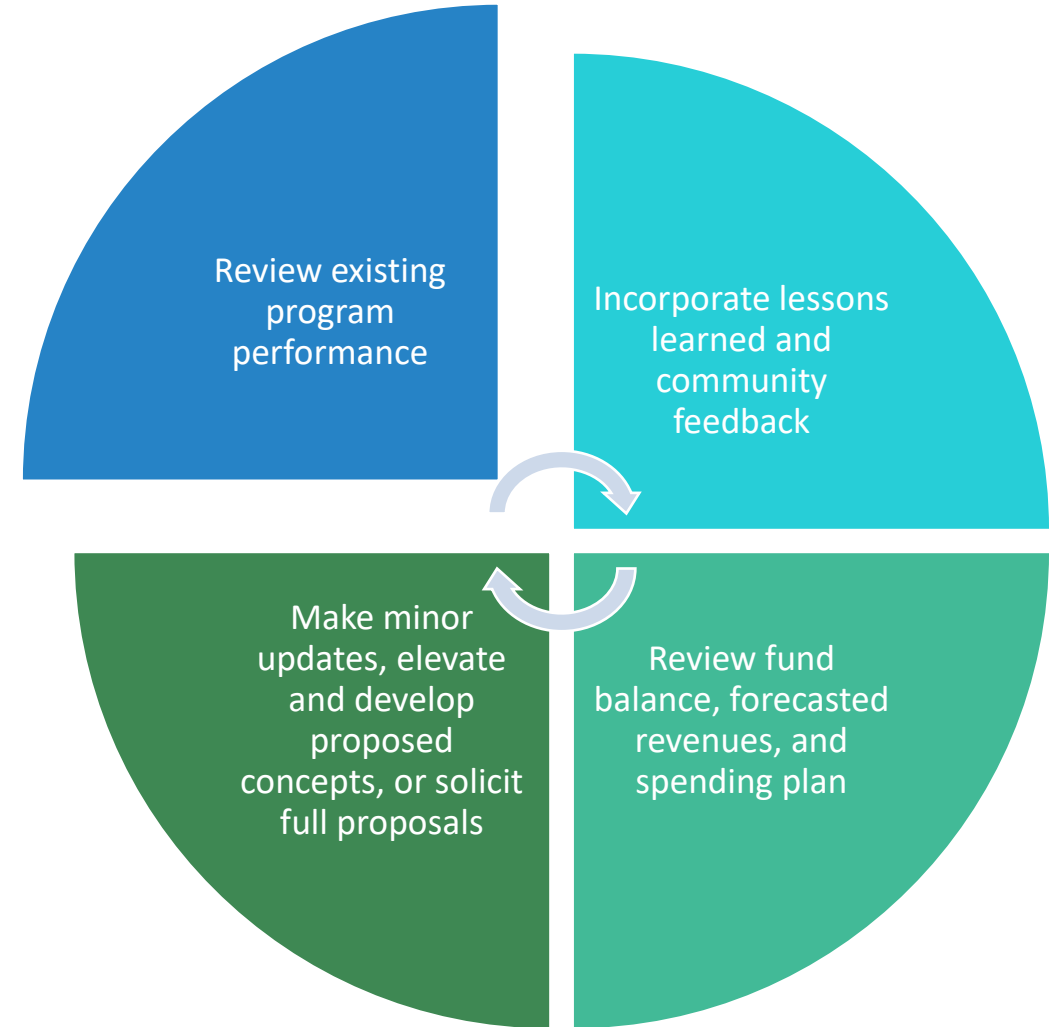 Review existing
program
performance
Incorporate lessons
learned and
community
feedback
Review fund
balance, forecasted
revenues, and
spending plan
Make minor
updates, elevate
and develop
proposed
concepts, or solicit
full proposals